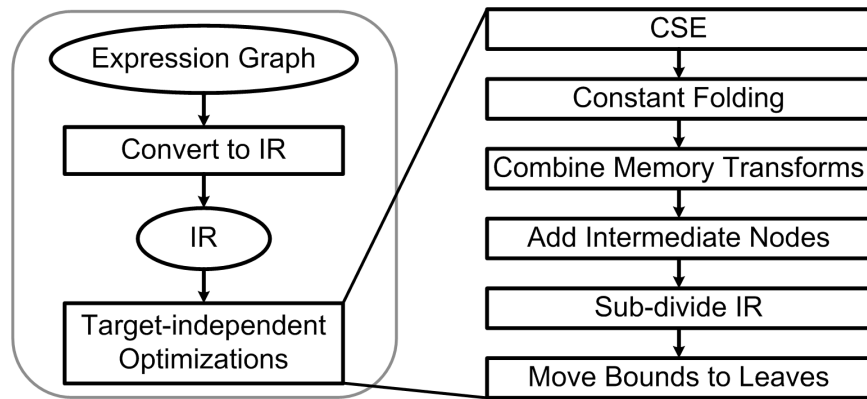 Expression Graph
Convert to IR
IR
Target-independent
Optimizations
CSE
Constant Folding
Combine Memory Transforms
Add Intermediate Nodes
Sub-divide IR
Move Bounds to Leaves